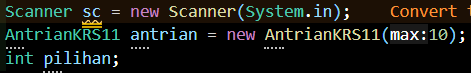 Scanner sc = new Scanner(System.in);    Convert
AntrianKRS11 antrian = new AntrianKRS11(max:10);
int pilihan;